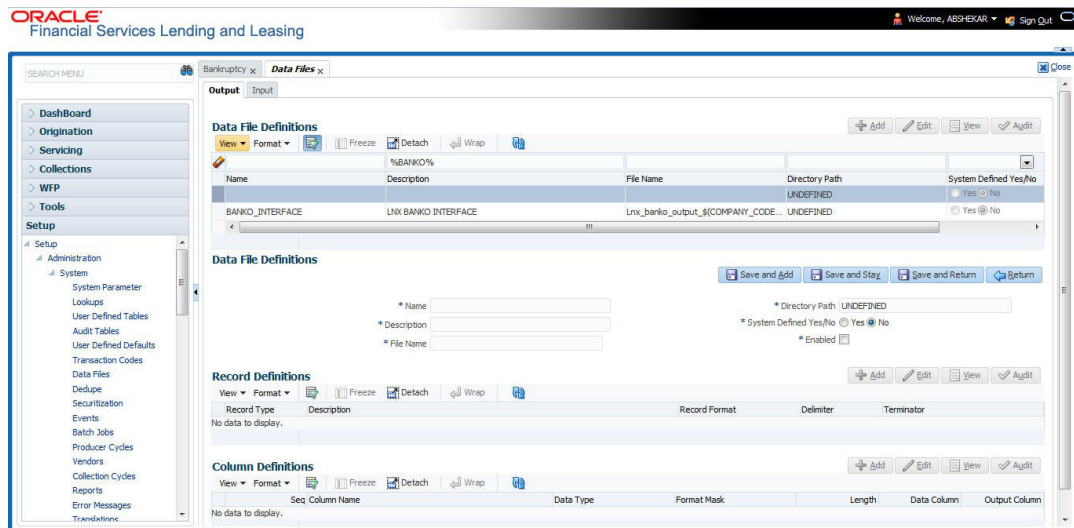 ORACLE
Financial Services Lending and Leasing
Welcome, ABSHEKAR
Sign Out
SEARCH MENU
Bankruptcy x
Data Files x
Close
Output
Input
DashBoard
Origination
Servicing
Collections
WFP
Tools
Setup
Setup
Administration
System
System Parameter
Lookups
User Defined Tables
Audit Tables
User Defined Defaults
Transaction Codes
Data Files
Dedupe
Securitization
Events
Batch Jobs
Producer Cycles
Vendors
Collection Cycles
Reports
Error Messages
Translations
Data File Definitions
Add Edit View Audit
View Format Freeze Detach Wrap
%BANKO%
Name Description File Name Directory Path System Defined Yes/No
UNDEFINED Yes No
BANKO_INTERFACE LNX BANKO INTERFACE Lnx_banko_output_$(COMPANY_CODE... UNDEFINED Yes No
Data File Definitions
Save and Add Save and Stay Save and Return Return
* Name
* Directory Path UNDEFINED
* Description
* System Defined Yes/No Yes No
* File Name
* Enabled
Record Definitions
Add Edit View Audit
View Format Freeze Detach Wrap
Record Type Description Record Format Delimiter Terminator
No data to display.
Column Definitions
Add Edit View Audit
View Format Freeze Detach Wrap
Seq Column Name Data Type Format Mask Length Data Column Output Column
No data to display.